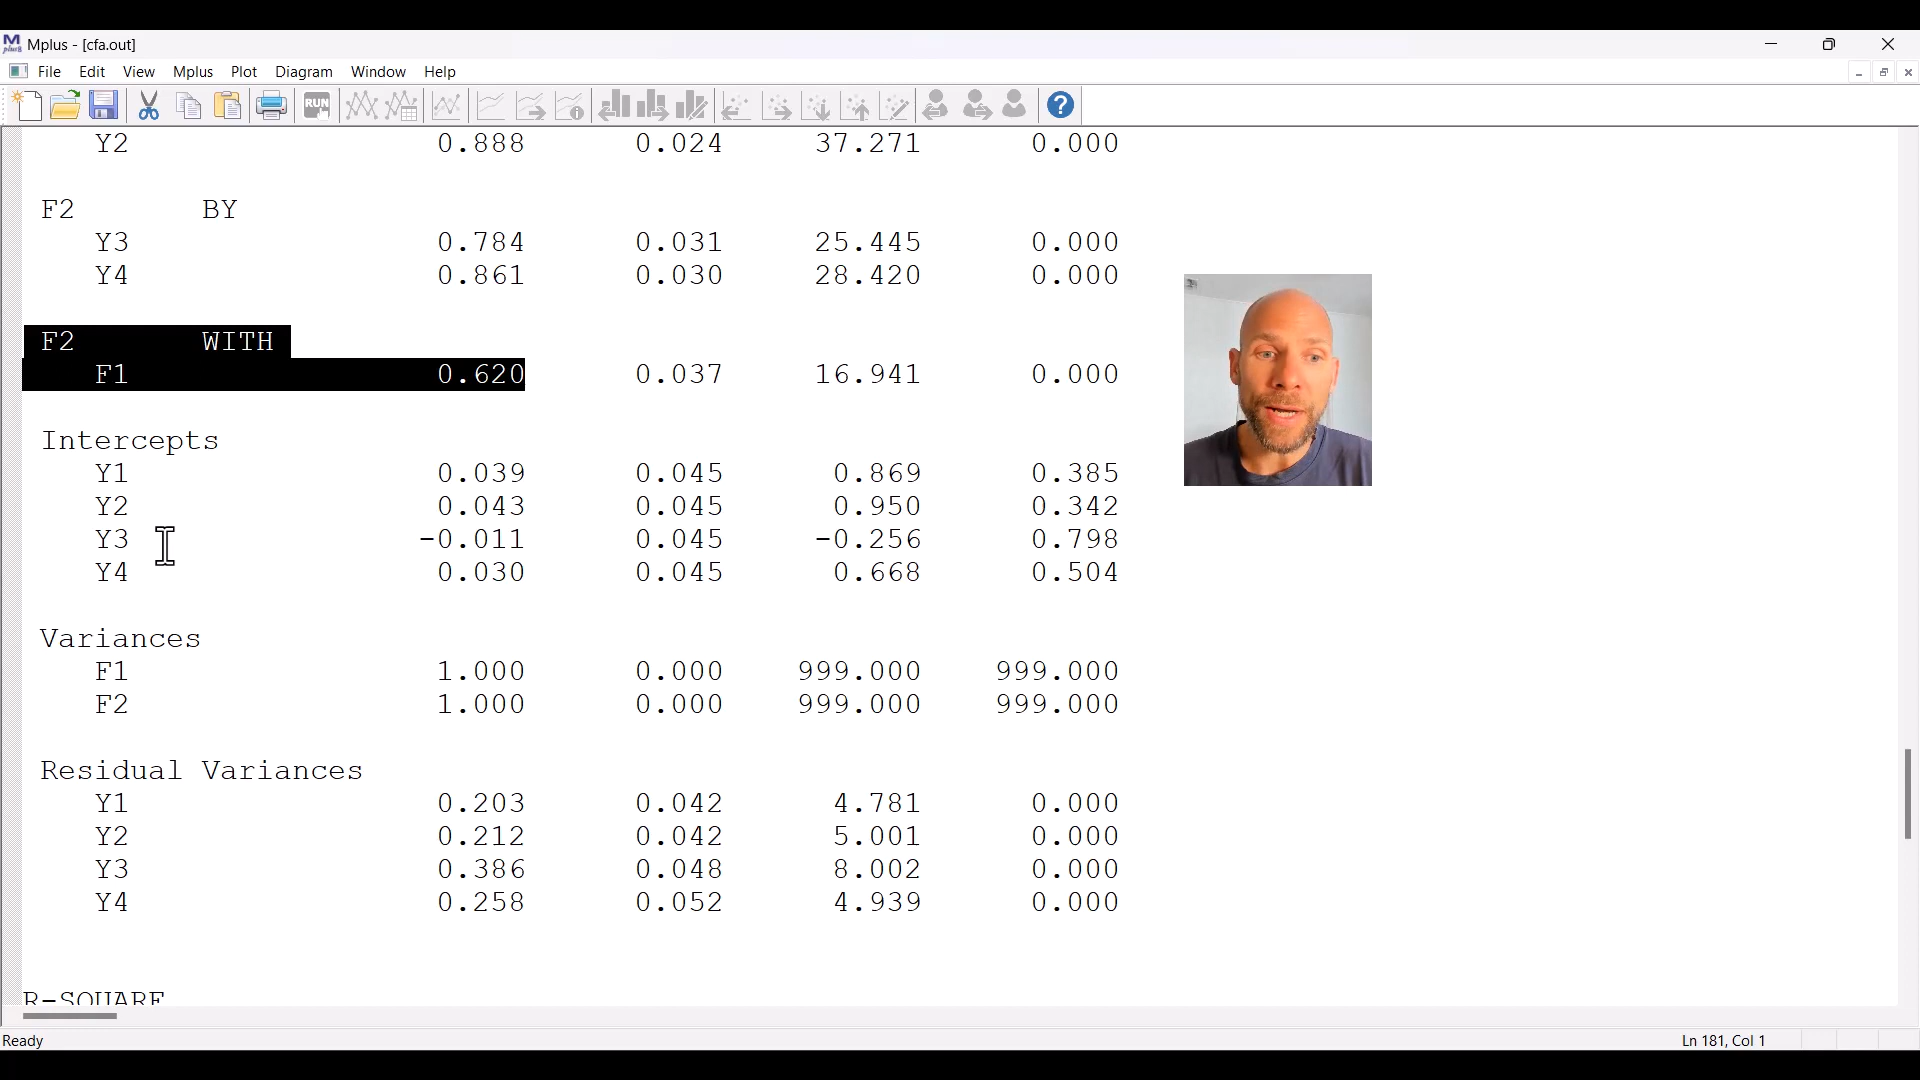 Mplus - [cfa.out]
File Edit View Mplus Plot Diagram Window Help
RUN
Y2 0.888 0.024 37.271 0.000
F2 BY
Y3 0.784 0.031 25.445 0.000
Y4 0.861 0.030 28.420 0.000
F2 WITH
F1 0.620 0.037 16.941 0.000
Intercepts
Y1 0.039 0.045 0.869 0.385
Y2 0.043 0.045 0.950 0.342
Y3 -0.011 0.045 -0.256 0.798
Y4 0.030 0.045 0.668 0.504
Variances
F1 1.000 0.000 999.000 999.000
F2 1.000 0.000 999.000 999.000
Residual Variances
Y1 0.203 0.042 4.781 0.000
Y2 0.212 0.042 5.001 0.000
Y3 0.386 0.048 8.002 0.000
Y4 0.258 0.052 4.939 0.000
R-SQUARE
Ready Ln 181, Col 1